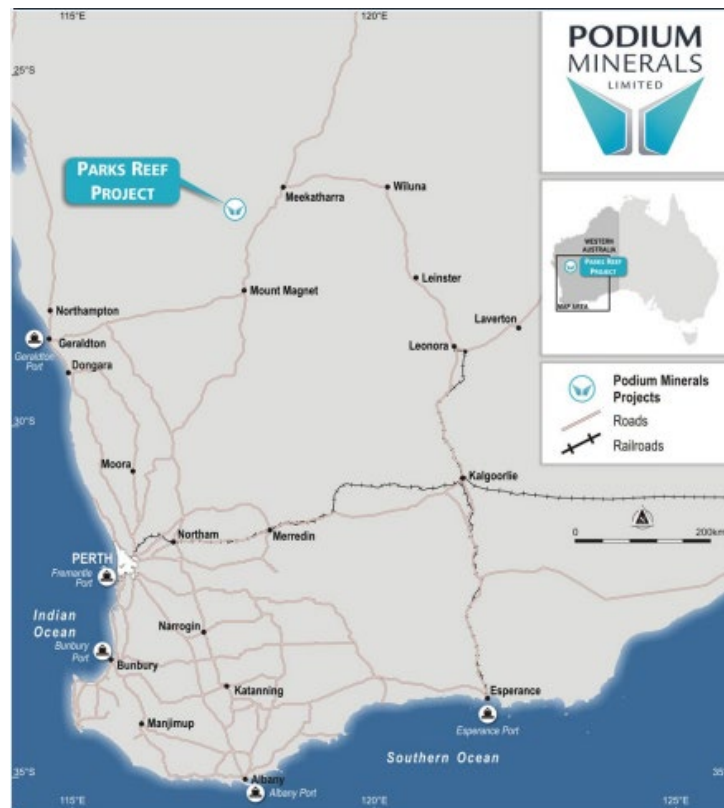 115°E
120°E
25°S
PODIUM
MINERALS
LIMITED
PARKS REEF
PROJECT
Meekatharra
Wiluna
WESTERN
AUSTRALIA
PARKS REEF
PROJECT
MAP AREA
Leinster
Mount Magnet
Northampton
Laverton
Geraldton
Geraldton
Port
Leonora
Dongara
Podium Minerals
Projects
Roads
Railroads
30°S
Moora
Kalgoorlie
0
200km
Northam
Merredin
PERTH
Fremantle
Port
Indian
Ocean
Narrogin
Bunbury
Port
Bunbury
Katanning
Esperance
Manjimup
Esperance Port
Southern Ocean
Albany
Albany Port
35°S
35°
115°E
120°E
125°E